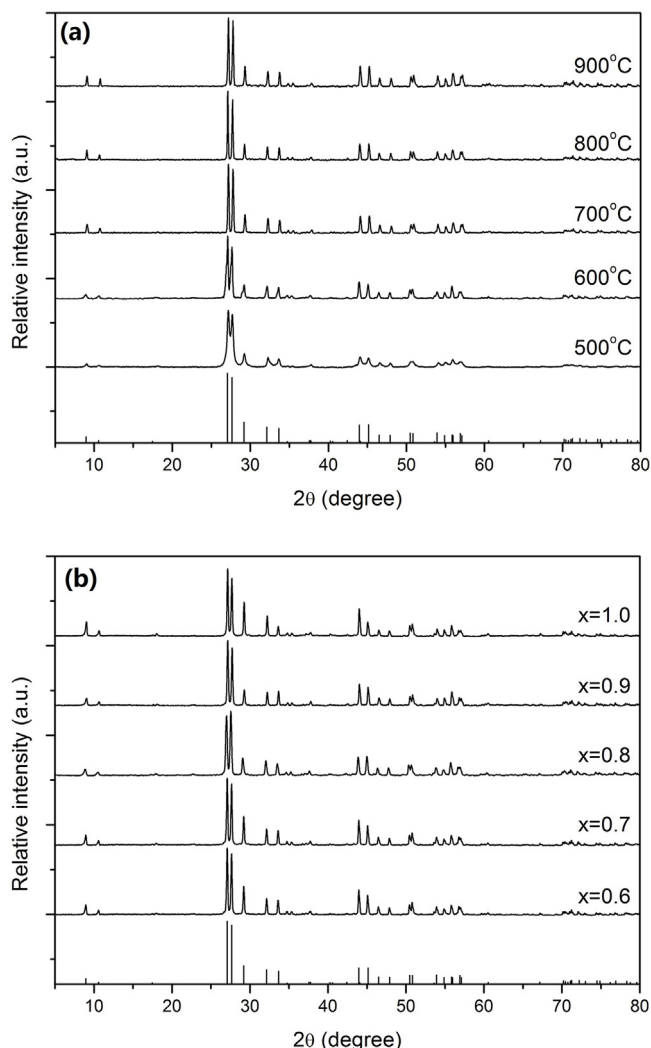 (a)
Relative intensity (a.u.)
900°C
800°C
700°C
600°C
500°C
10 20 30 40 50 60 70 80
2θ (degree)
(b)
Relative intensity (a.u.)
x=1.0
x=0.9
x=0.8
x=0.7
x=0.6
10 20 30 40 50 60 70 80
2θ (degree)